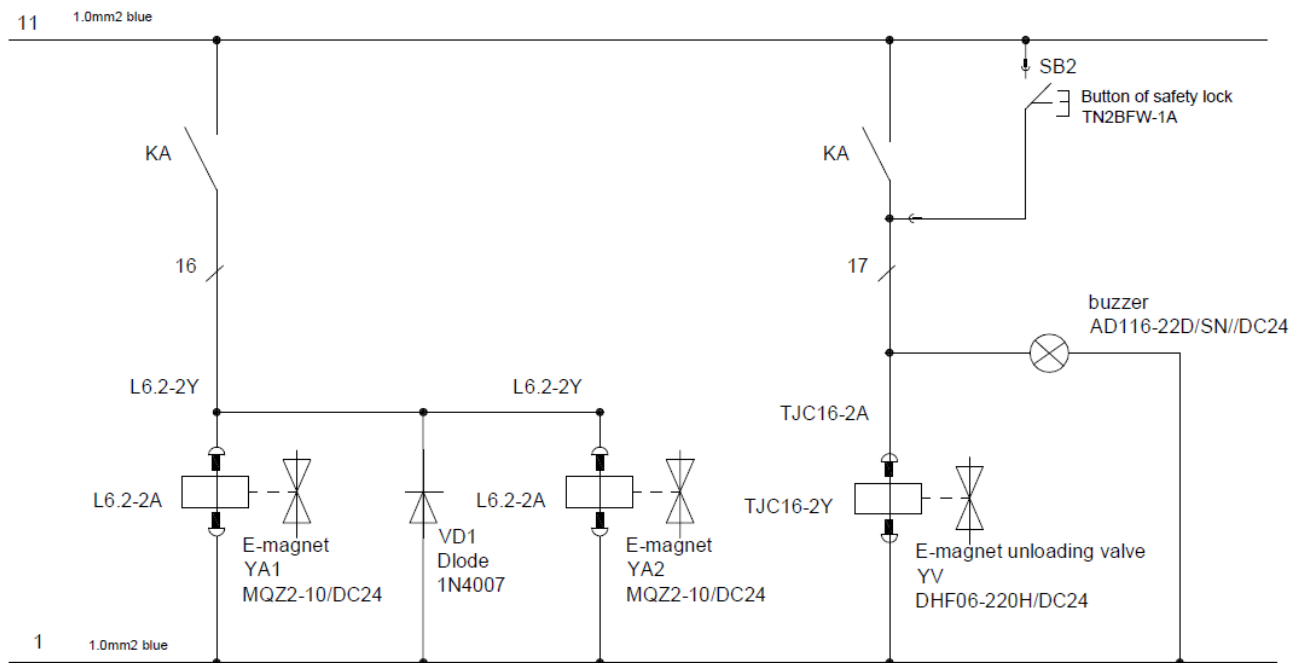 11
1.0mm2 blue
SB2
Button of safety lock
TN2BFW-1A
KA
KA
16
17
buzzer
AD116-22D/SN//DC24
L6.2-2Y
L6.2-2Y
TJC16-2A
L6.2-2A
L6.2-2A
TJC16-2Y
E-magnet
YA1
MQZ2-10/DC24
VD1
DIode
1N4007
E-magnet
YA2
MQZ2-10/DC24
E-magnet unloading valve
YV
DHF06-220H/DC24
1
1.0mm2 blue